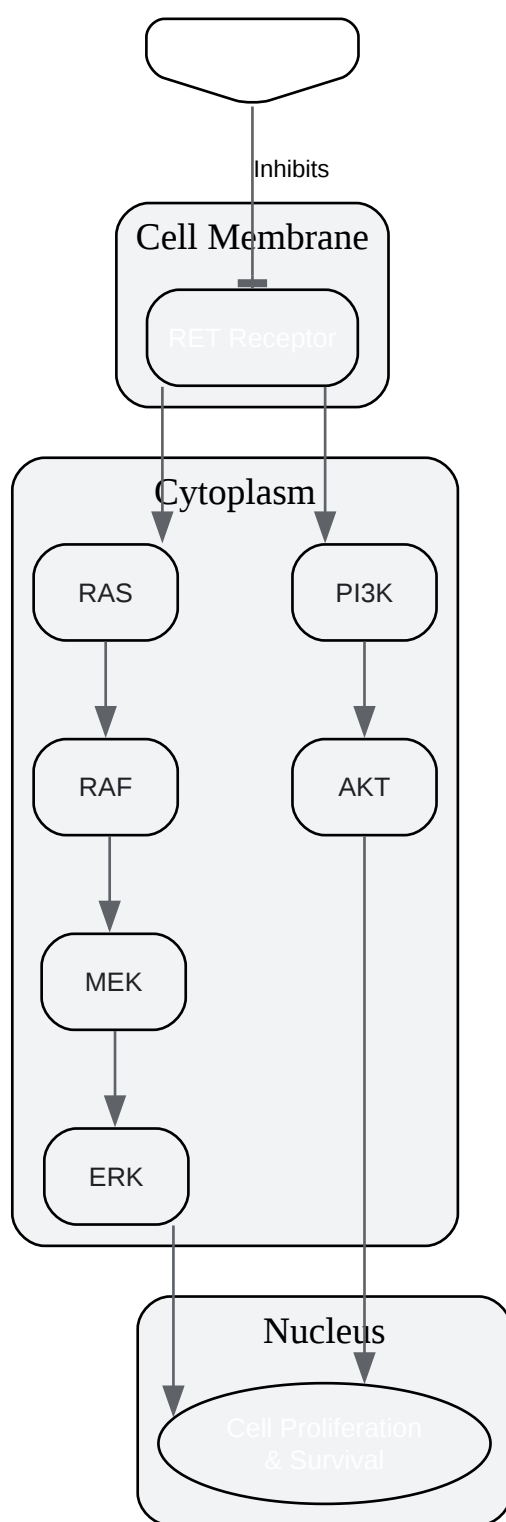 Inhibits
Cell Membrane
RET Receptor
Cytoplasm
RAS
PI3K
RAF
AKT
MEK
ERK
Nucleus
Cell Proliferation
& Survival